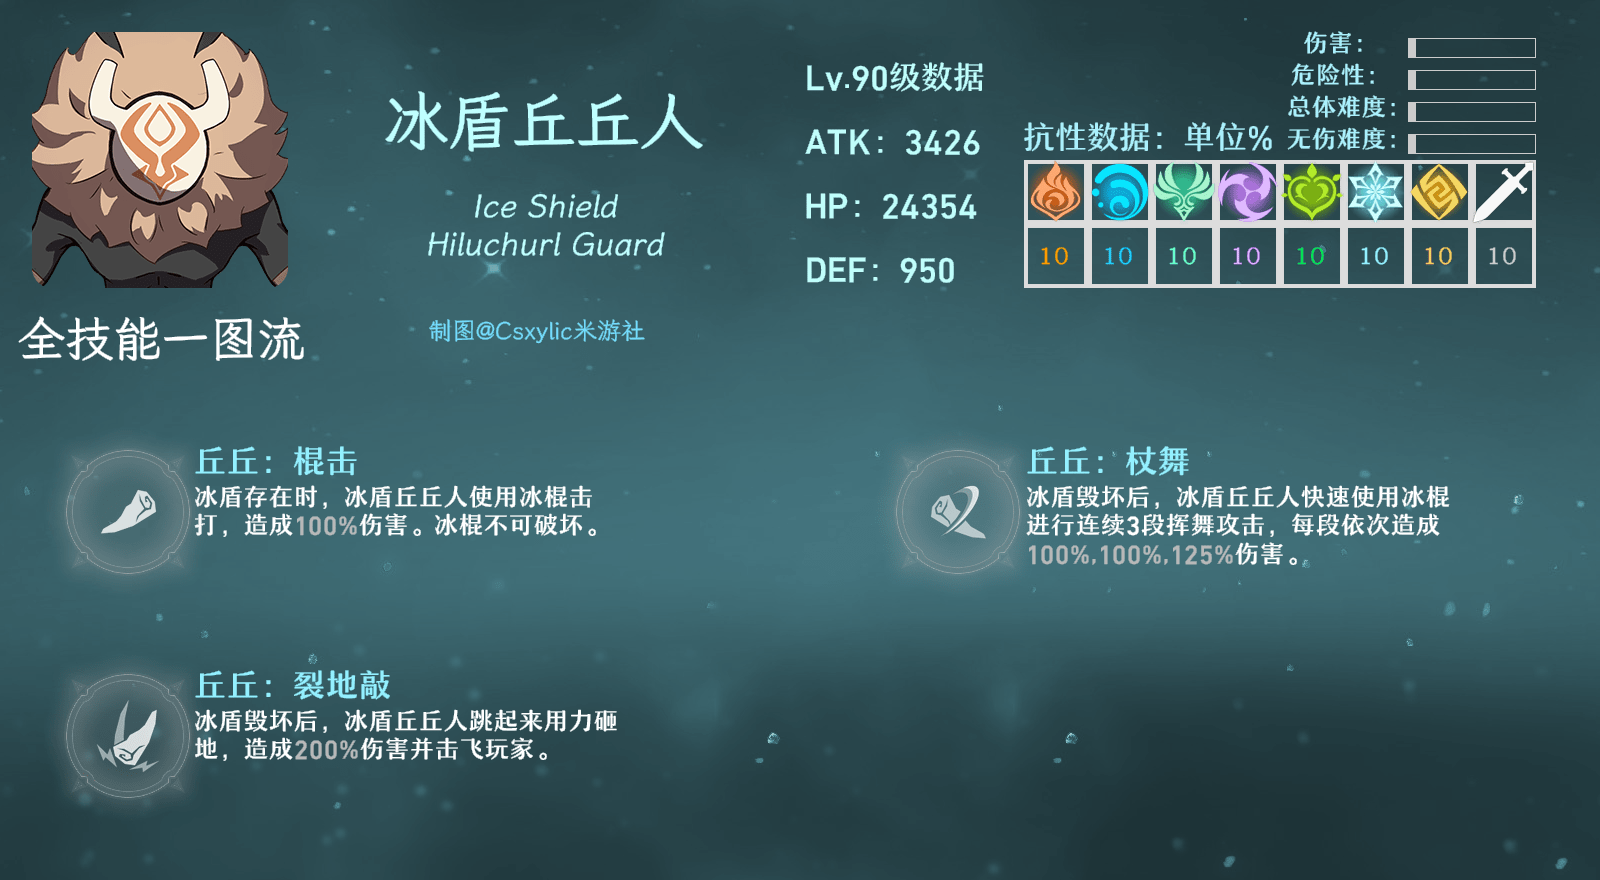 冰盾丘丘人
Ice Shield
Hiluchurl Guard
全技能一图流
制图@Csxylic米游社
Lv.90级数据
ATK：3426
HP：24354
DEF：950
伤害：
危险性：
总体难度：
无伤难度：
抗性数据：单位%
10 10 10 10 10 10 10 10
丘丘：棍击
冰盾存在时，冰盾丘丘人使用冰棍击
打，造成100%伤害。冰棍不可破坏。
丘丘：杖舞
冰盾毁坏后，冰盾丘丘人快速使用冰棍
进行连续3段挥舞攻击，每段依次造成
100%,100%,125%伤害。
丘丘：裂地敲
冰盾毁坏后，冰盾丘丘人跳起来用力砸
地，造成200%伤害并击飞玩家。